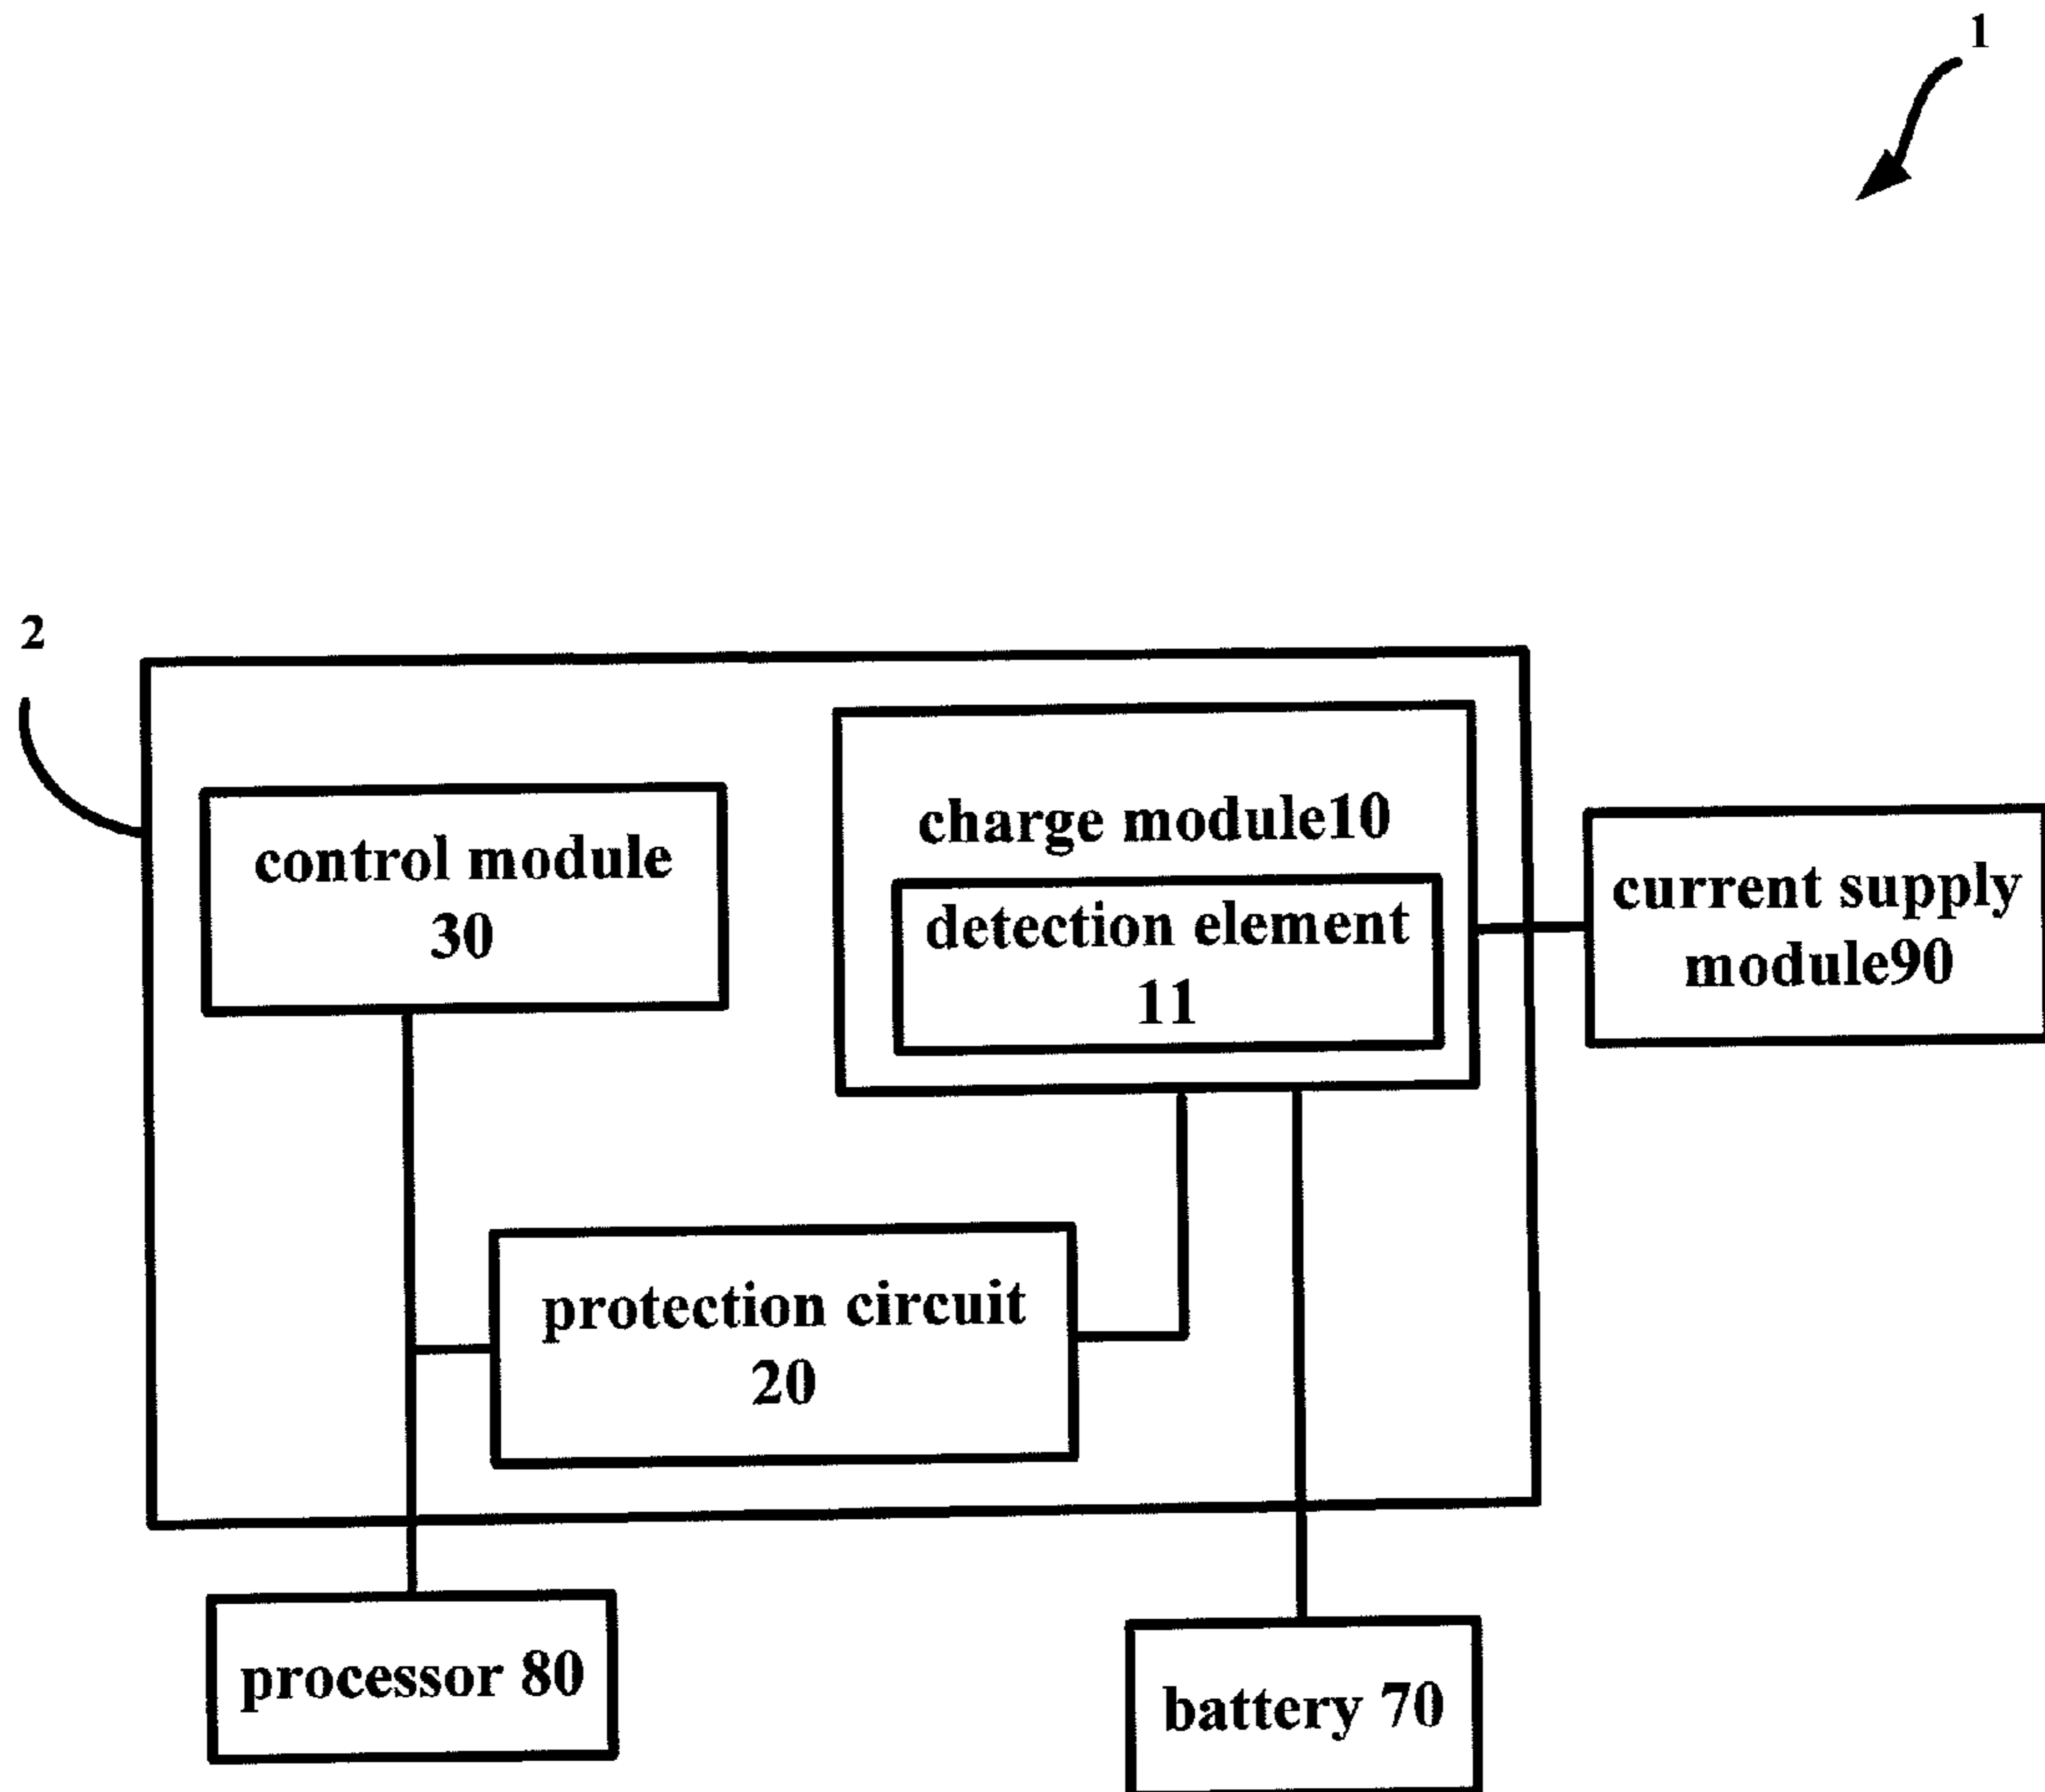 1
2
control module
30
charge module10
detection element
11
current supply
module90
protection circuit
20
processor 80
battery 70